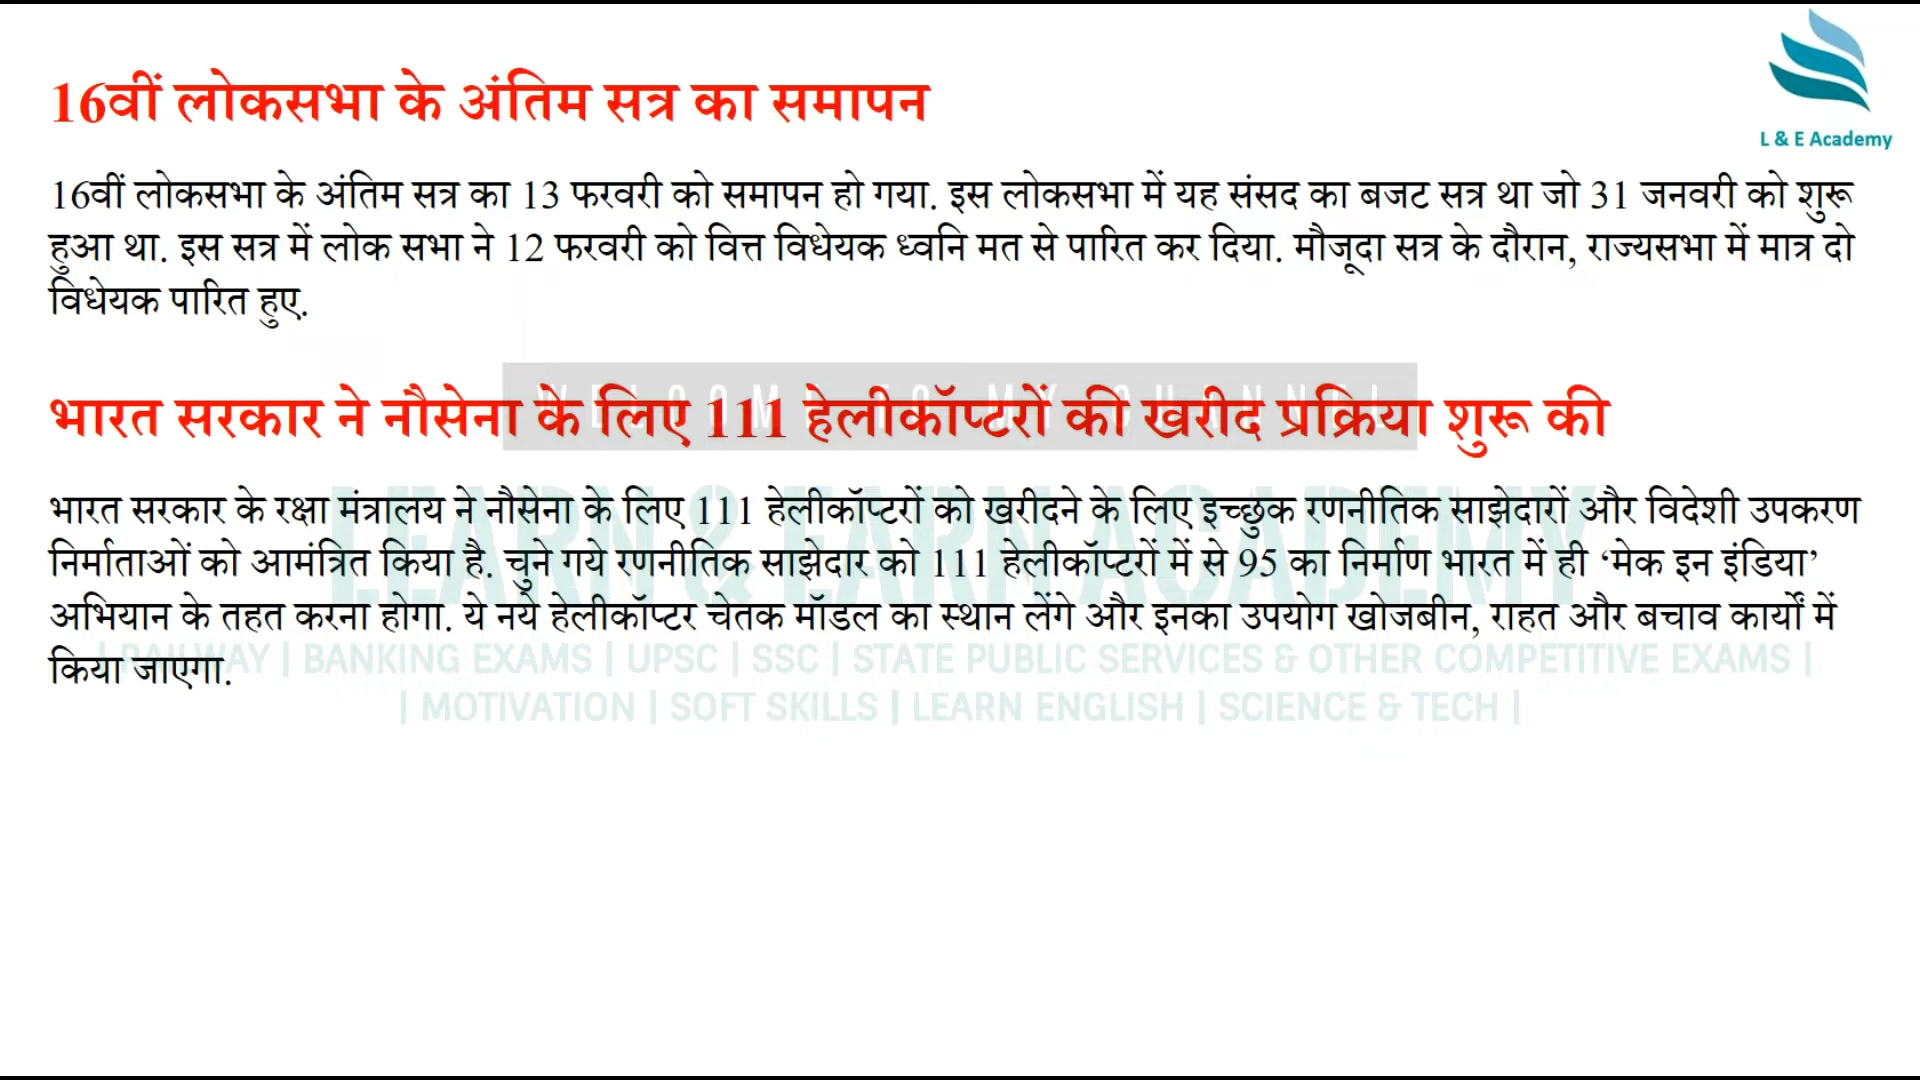 L & E Academy
16वीं लोकसभा के अंतिम सत्र का समापन
16वीं लोकसभा के अंतिम सत्र का 13 फरवरी को समापन हो गया. इस लोकसभा में यह संसद का बजट सत्र था जो 31 जनवरी को शुरू
हुआ था. इस सत्र में लोक सभा ने 12 फरवरी को वित्त विधेयक ध्वनि मत से पारित कर दिया. मौजूदा सत्र के दौरान, राज्यसभा में मात्र दो
विधेयक पारित हुए.
WELCOME TO MY CHANNEL
भारत सरकार ने नौसेना के लिए 111 हेलीकॉप्टरों की खरीद प्रक्रिया शुरू की
LEARN & EARN ACADEMY
भारत सरकार के रक्षा मंत्रालय ने नौसेना के लिए 111 हेलीकॉप्टरों को खरीदने के लिए इच्छुक रणनीतिक साझेदारों और विदेशी उपकरण
निर्माताओं को आमंत्रित किया है. चुने गये रणनीतिक साझेदार को 111 हेलीकॉप्टरों में से 95 का निर्माण भारत में ही ‘मेक इन इंडिया’
अभियान के तहत करना होगा. ये नये हेलीकॉप्टर चेतक मॉडल का स्थान लेंगे और इनका उपयोग खोजबीन, राहत और बचाव कार्यों में
किया जाएगा.
| RAILWAY | BANKING EXAMS | UPSC | SSC | STATE PUBLIC SERVICES & OTHER COMPETITIVE EXAMS |
| MOTIVATION | SOFT SKILLS | LEARN ENGLISH | SCIENCE & TECH |